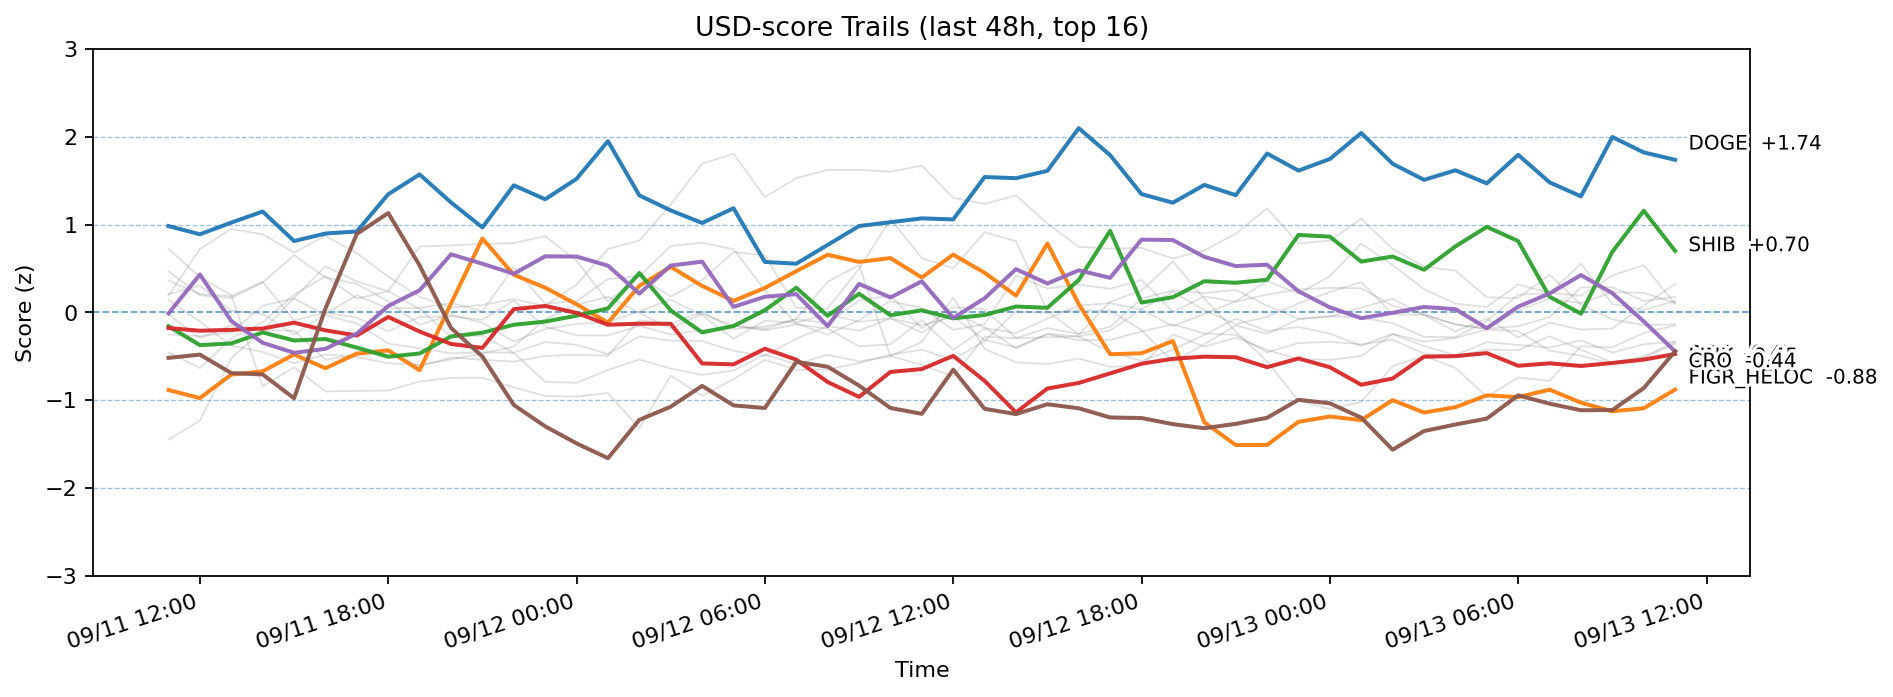 USD-score Trails (last 48h, top 16)
3
2
1
0
−1
−2
−3
Score (z)
DOGE +1.74
SHIB +0.70
CRO -0.44
FIGR_HELOC -0.88
09/11 12:00
09/11 18:00
09/12 00:00
09/12 06:00
09/12 12:00
09/12 18:00
09/13 00:00
09/13 06:00
09/13 12:00
Time